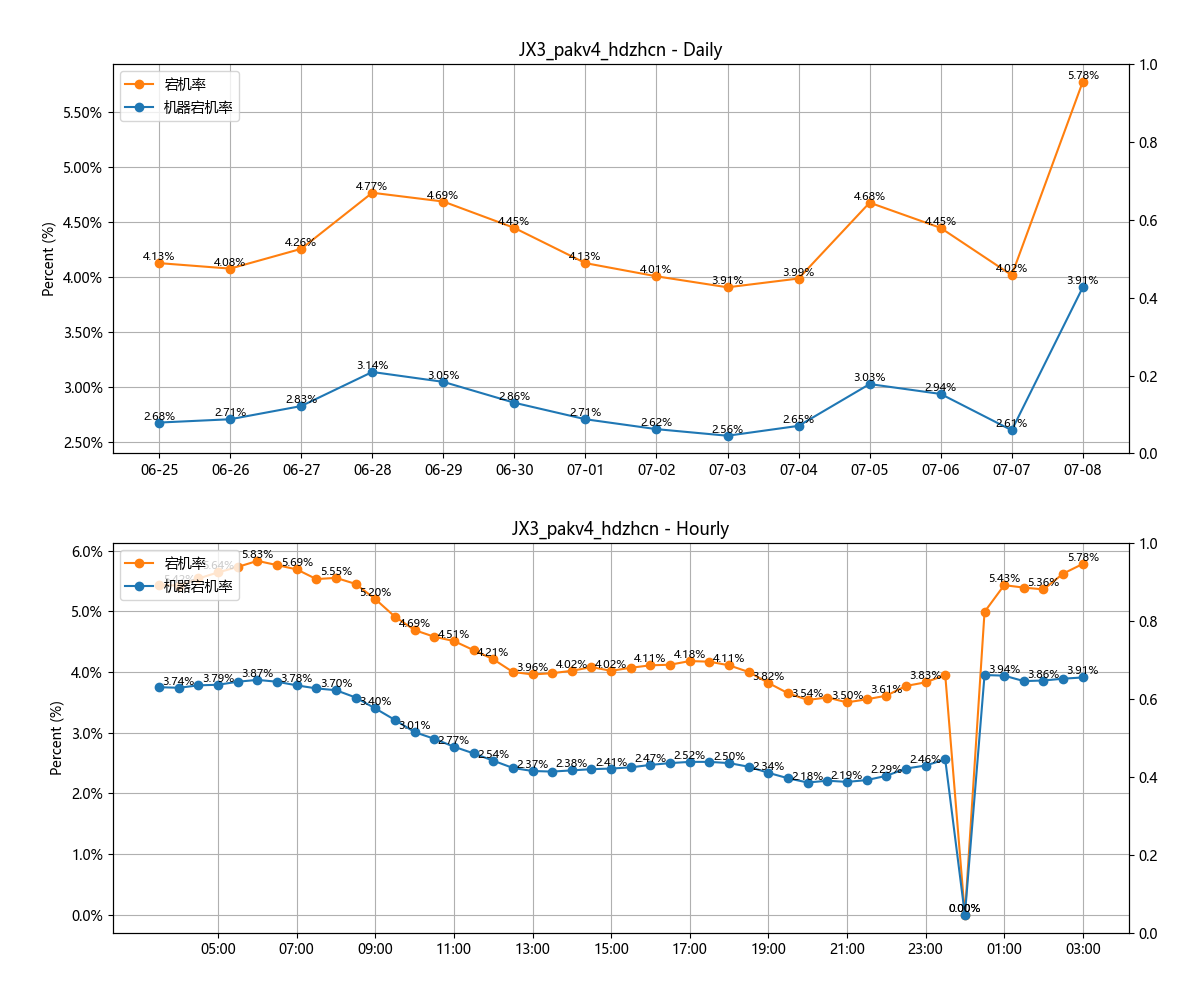 JX3_pakv4_hdzhcn - Daily
宕机率
机器宕机率
Percent (%)
5.50%
5.00%
4.50%
4.00%
3.50%
3.00%
2.50%
1.0
0.8
0.6
0.4
0.2
0.0
4.13% 4.08% 4.26% 4.77% 4.69% 4.45% 4.13% 4.01% 3.91% 3.99% 4.68% 4.45% 4.02% 5.78%
2.68% 2.71% 2.83% 3.14% 3.05% 2.86% 2.71% 2.62% 2.56% 2.65% 3.03% 2.94% 2.61% 3.91%
06-25 06-26 06-27 06-28 06-29 06-30 07-01 07-02 07-03 07-04 07-05 07-06 07-07 07-08
JX3_pakv4_hdzhcn - Hourly
宕机率
机器宕机率
Percent (%)
6.0%
5.0%
4.0%
3.0%
2.0%
1.0%
0.0%
1.0
0.8
0.6
0.4
0.2
0.0
5.64% 5.83% 5.69% 5.55% 5.20% 4.69% 4.51% 4.21% 3.96% 4.02% 4.02% 4.11% 4.18% 4.11% 3.82% 3.54% 3.50% 3.61% 3.83% 0.00% 5.43% 5.36% 5.78%
3.74% 3.79% 3.87% 3.78% 3.70% 3.40% 3.01% 2.77% 2.54% 2.37% 2.38% 2.41% 2.47% 2.52% 2.50% 2.34% 2.18% 2.19% 2.29% 2.46% 0.00% 3.94% 3.86% 3.91%
05:00 07:00 09:00 11:00 13:00 15:00 17:00 19:00 21:00 23:00 01:00 03:00